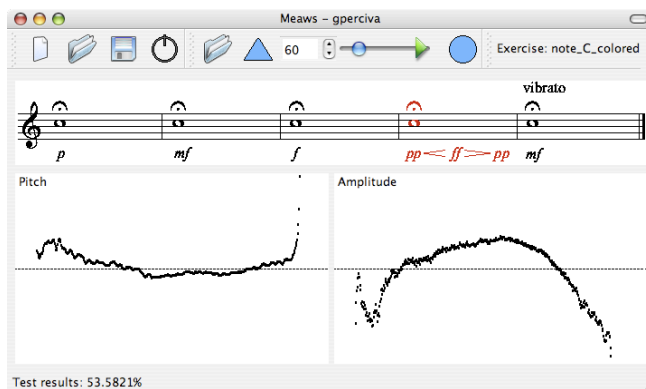 Meaws – gperciva
60 Exercise: note_C_colored
vibrato
p mf f pp ff pp mf
Pitch Amplitude
Test results: 53.5821%